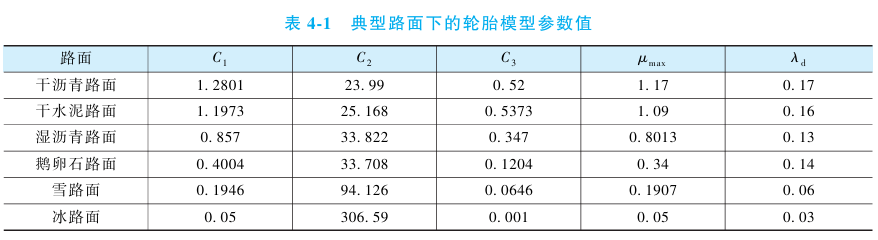 表 4-1 典型路面下的轮胎模型参数值
路面 C1 C2 C3 μmax λd
干沥青路面 1.2801 23.99 0.52 1.17 0.17
干水泥路面 1.1973 25.168 0.5373 1.09 0.16
湿沥青路面 0.857 33.822 0.347 0.8013 0.13
鹅卵石路面 0.4004 33.708 0.1204 0.34 0.14
雪路面 0.1946 94.126 0.0646 0.1907 0.06
冰路面 0.05 306.59 0.001 0.05 0.03